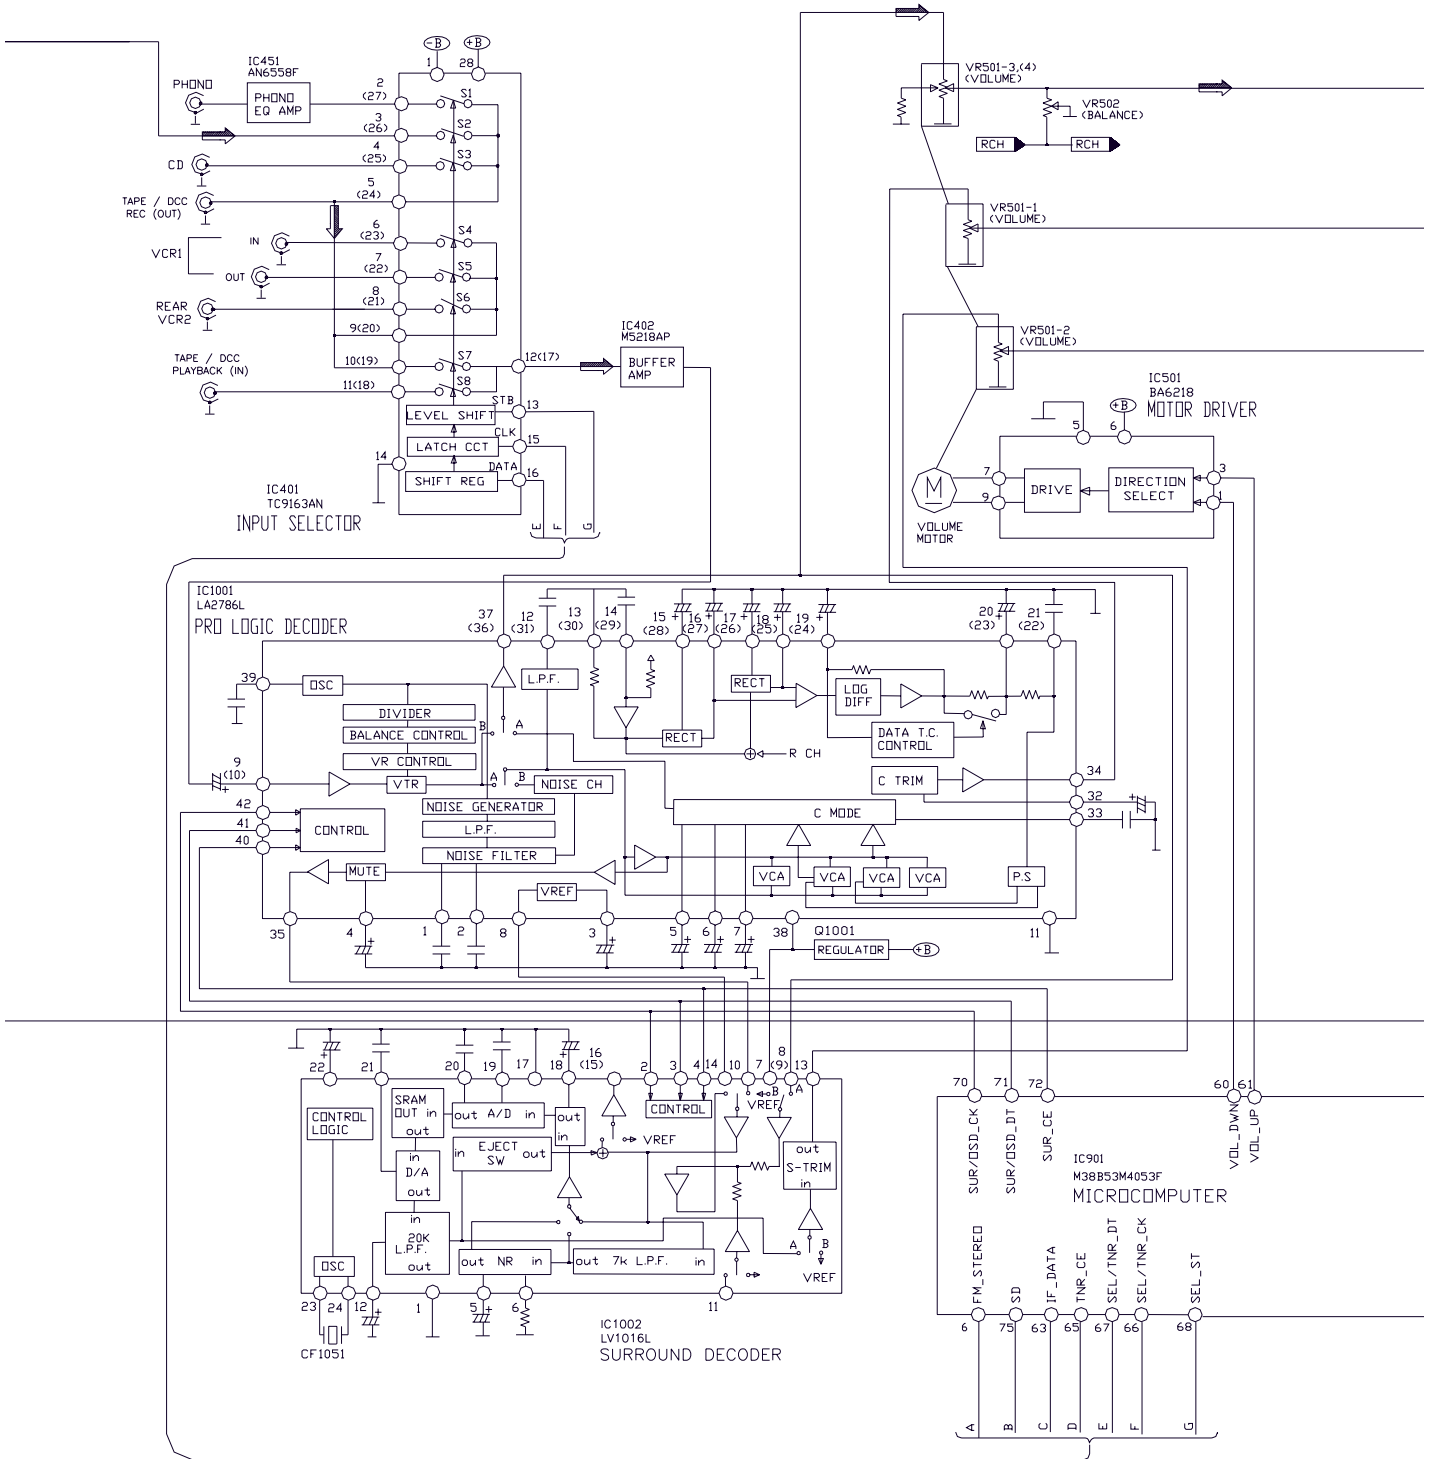 -B
+B
1
28
IC451
AN6558F
PHONO
PHONO
EQ AMP
2
(27)
S1
3
(26)
S2
CD
4
(25)
S3
TAPE / DCC
REC (OUT)
5
(24)
VCR1
IN
6
(23)
S4
OUT
7
(22)
S5
REAR
VCR2
8
(21)
S6
9(20)
TAPE / DCC
PLAYBACK (IN)
10(19)
S7
12(17)
11(18)
S8
IC402
M5218AP
BUFFER
AMP
STB
13
LEVEL SHIFT
CLK
15
LATCH CCT
14
DATA
16
SHIFT REG
IC401
TC9163AN
INPUT SELECTOR
E
F
G
VR501-3,(4)
(VOLUME)
VR502
(BALANCE)
RCH
RCH
VR501-1
(VOLUME)
VR501-2
(VOLUME)
IC501
BA6218
MOTOR DRIVER
+B
5
6
7
9
3
1
M
DRIVE
DIRECTION
SELECT
VOLUME
MOTOR
IC1001
LA2786L
PRO LOGIC DECODER
37
(36)
12
(31)
13
(30)
14
(29)
15
(28)
16
(27)
17
(26)
18
(25)
19
(24)
20
(23)
21
(22)
39
OSC
L.P.F.
RECT
RECT
LOG
DIFF
DIVIDER
BALANCE CONTROL
VR CONTROL
VTR
B
A
A
B
NOISE CH
R CH
DATA T.C.
CONTROL
9
(10)
C TRIM
34
32
33
42
41
40
CONTROL
NOISE GENERATOR
L.P.F.
NOISE FILTER
C MODE
MUTE
VREF
VCA
VCA
VCA
VCA
P.S
35
4
1
2
8
3
5
6
7
38
11
Q1001
REGULATOR
+B
22
21
20
19
17
18
16
(15)
2
3
4
14
10
7
8
(9)
13
CONTROL
LOGIC
SRAM
OUT in
out
out A/D in
out
in
CONTROL
VREF
B
A
VREF
in
D/A
out
in
EJECT
SW
out
out
S-TRIM
in
in
20K
L.P.F.
out
OSC
out NR in
out 7k L.P.F. in
A
B
VREF
23
24
12
1
5
6
11
CF1051
IC1002
LV1016L
SURROUND DECODER
70
71
72
60
61
SUR/OSD_CK
SUR/OSD_DT
SUR_CE
VOL_DWN
VOL_UP
IC901
M38B53M4053F
MICROCOMPUTER
FM_STEREO
SD
IF_DATA
TNR_CE
SEL/TNR_DT
SEL/TNR_CK
SEL_ST
6
75
63
65
67
66
68
A
B
C
D
E
F
G